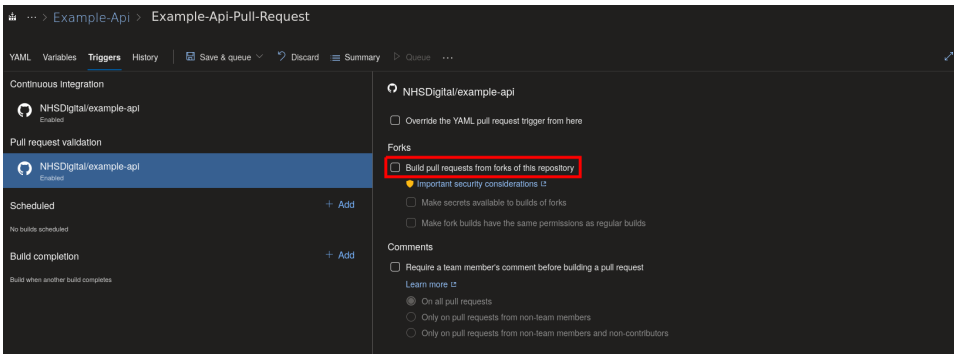 ... > Example-Api > Example-Api-Pull-Request
YAML Variables Triggers History Save & queue Discard Summary Queue ...
Continuous Integration
NHSDigital/example-api
Enabled
Pull request validation
NHSDigital/example-api
Enabled
Scheduled + Add
No builds scheduled
Build completion + Add
Build when another build completes
NHSDigital/example-api
Override the YAML pull request trigger from here
Forks
Build pull requests from forks of this repository
Important security considerations
Make secrets available to builds of forks
Make fork builds have the same permissions as regular builds
Comments
Require a team member's comment before building a pull request
Learn more
On all pull requests
Only on pull requests from non-team members
Only on pull requests from non-team members and non-contributors